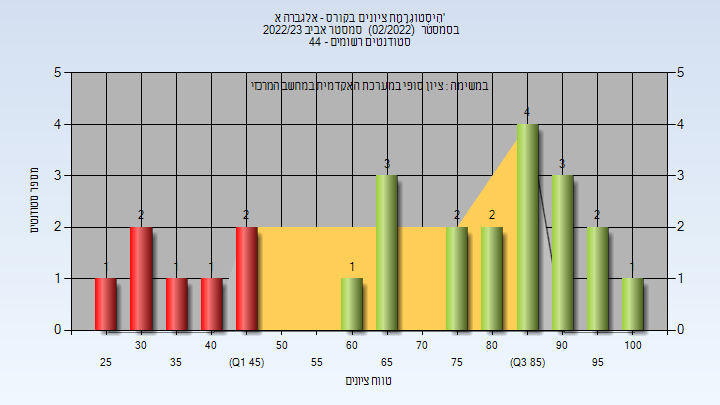 היסטוגרמת ציונים בקורס - אלגברה א'
בסמסטר (02/2022) סמסטר אביב 2022/23
סטודנטים רשומים - 44
במשימה : ציון סופי במערכת האקדמית במחשב המרכזי
מספר סטודנטים
5 5
4 4
3 3
2 2
1 1
0 0
1 2 1 1 2 1 3 2 2 4 3 2 1
30 40 50 60 70 80 90 100
25 35 (Q1 45) 55 65 75 (Q3 85) 95
טווח ציונים